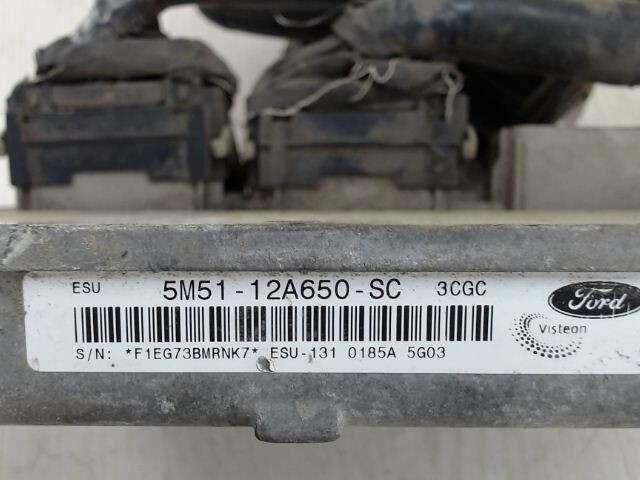 ESU 5M51-12A650-SC 3CGC Ford
Visteon
S/N: *F1EG73BMRNK7* ESU-131 0185A 5G03